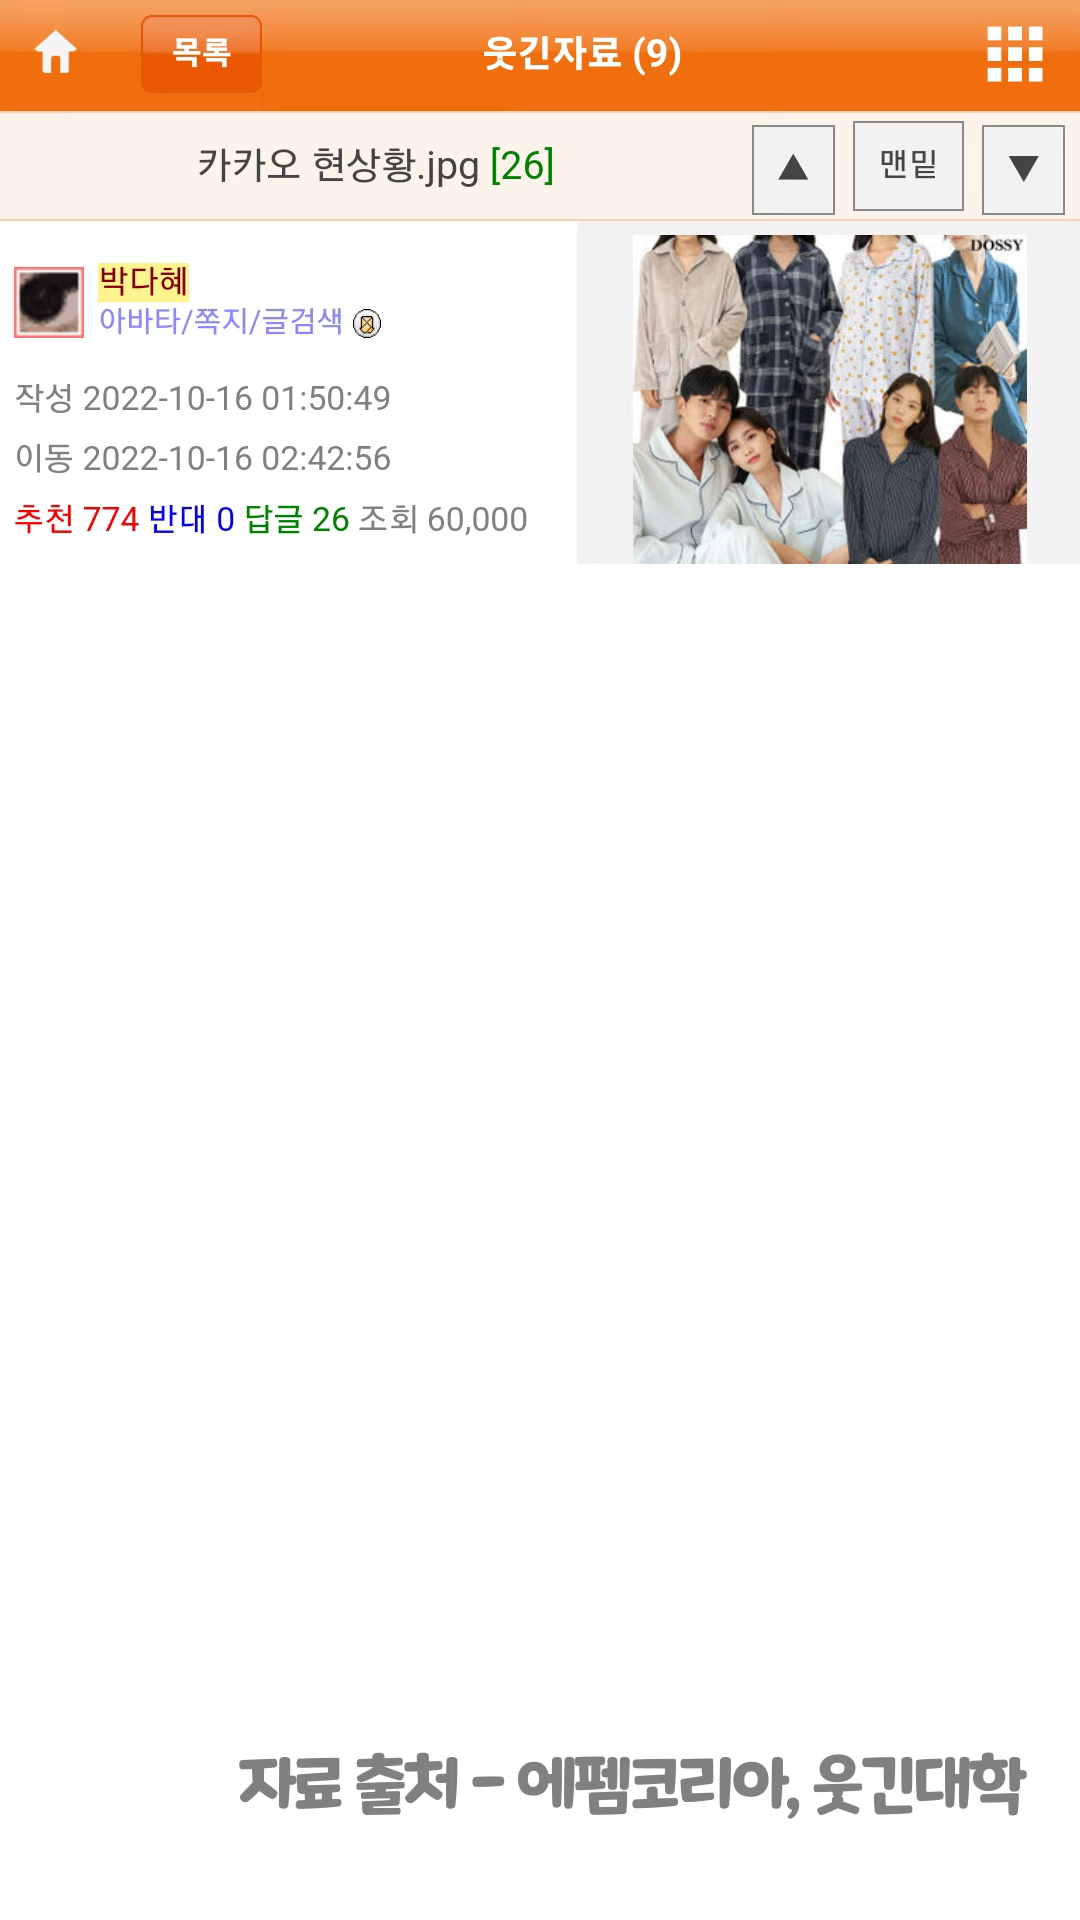 목록
웃긴자료 (9)
카카오 현상황.jpg [26]
▲
맨밑
▼
박다혜
아바타/쪽지/글검색
DOSSY
작성 2022-10-16 01:50:49
이동 2022-10-16 02:42:56
추천 774 반대 0 답글 26 조회 60,000
자료 출처 - 에펨코리아, 웃긴대학